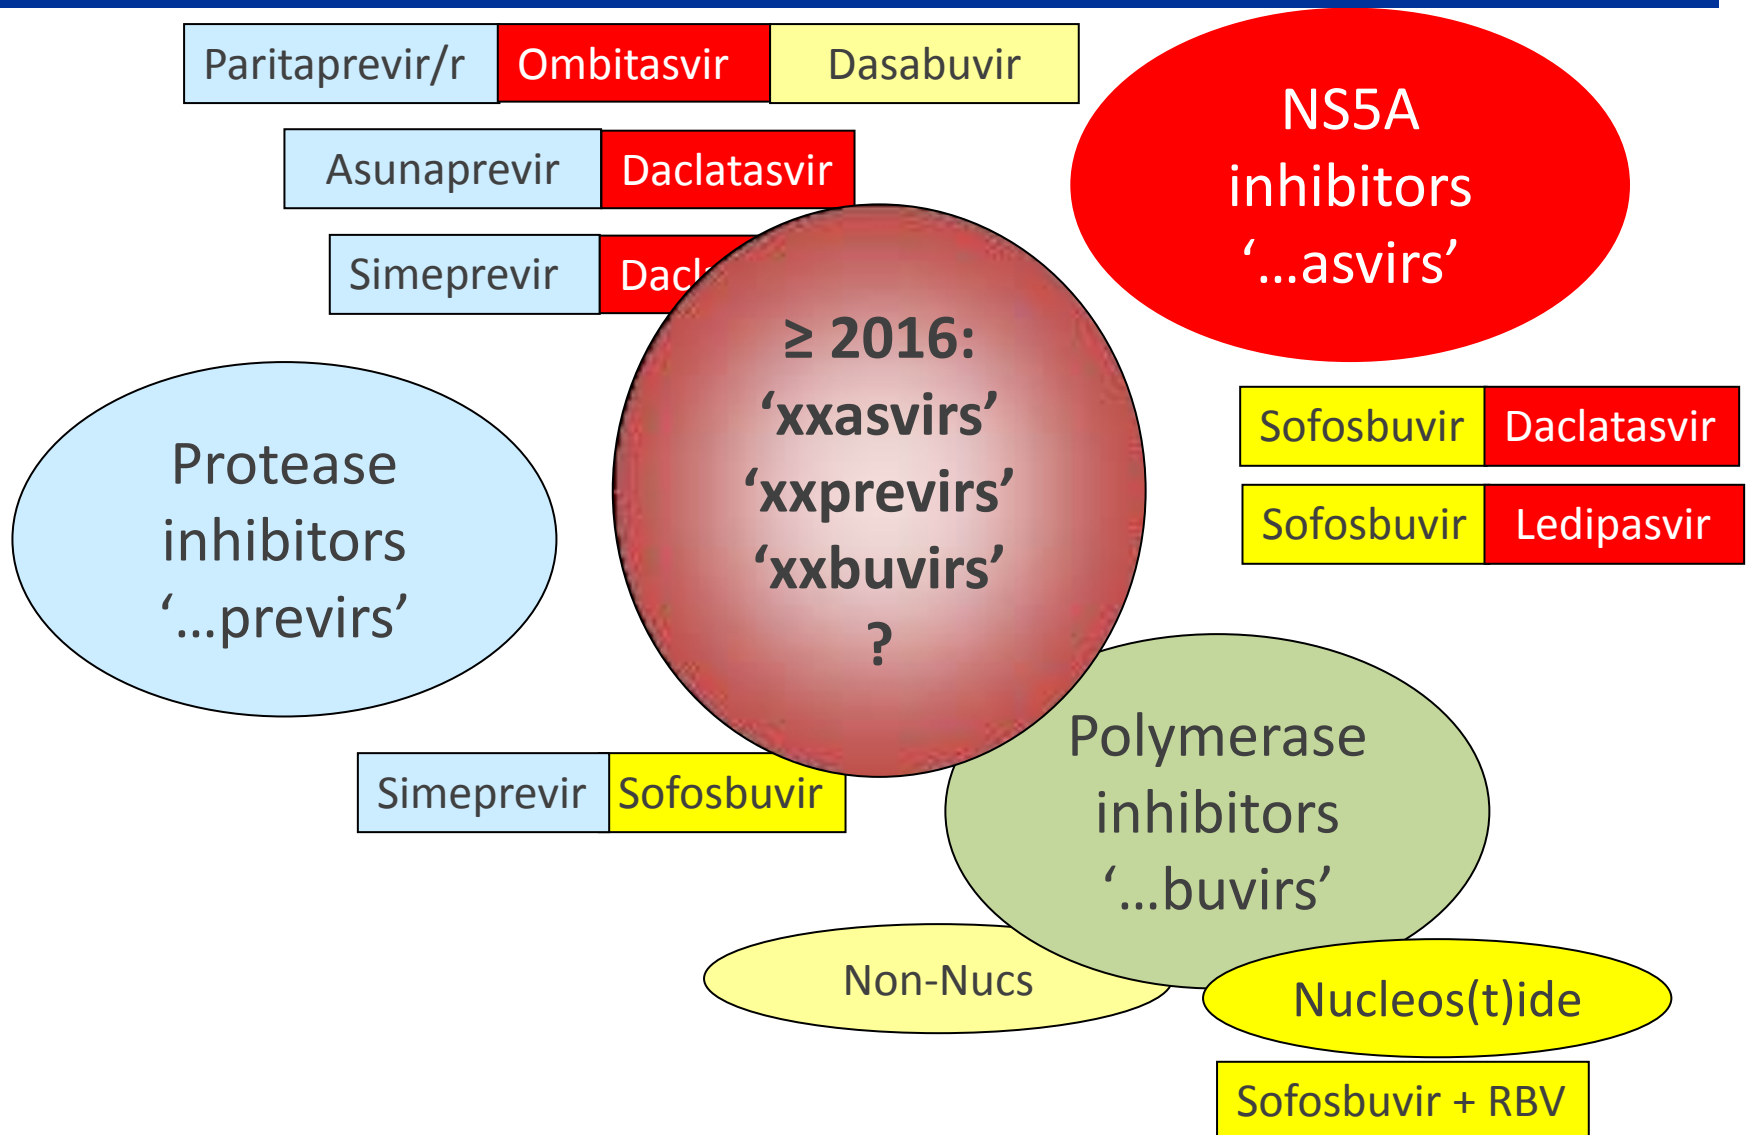 Paritaprevir/r Ombitasvir Dasabuvir
NS5A
inhibitors
‘...asvirs’
Asunaprevir Daclatasvir
Simeprevir Dacl
≥ 2016:
‘xxasvirs’
‘xxprevirs’
‘xxbuvirs’
?
Protease
inhibitors
‘...previrs’
Sofosbuvir Daclatasvir
Sofosbuvir Ledipasvir
Simeprevir Sofosbuvir
Polymerase
inhibitors
‘...buvirs’
Non-Nucs
Nucleos(t)ide
Sofosbuvir + RBV